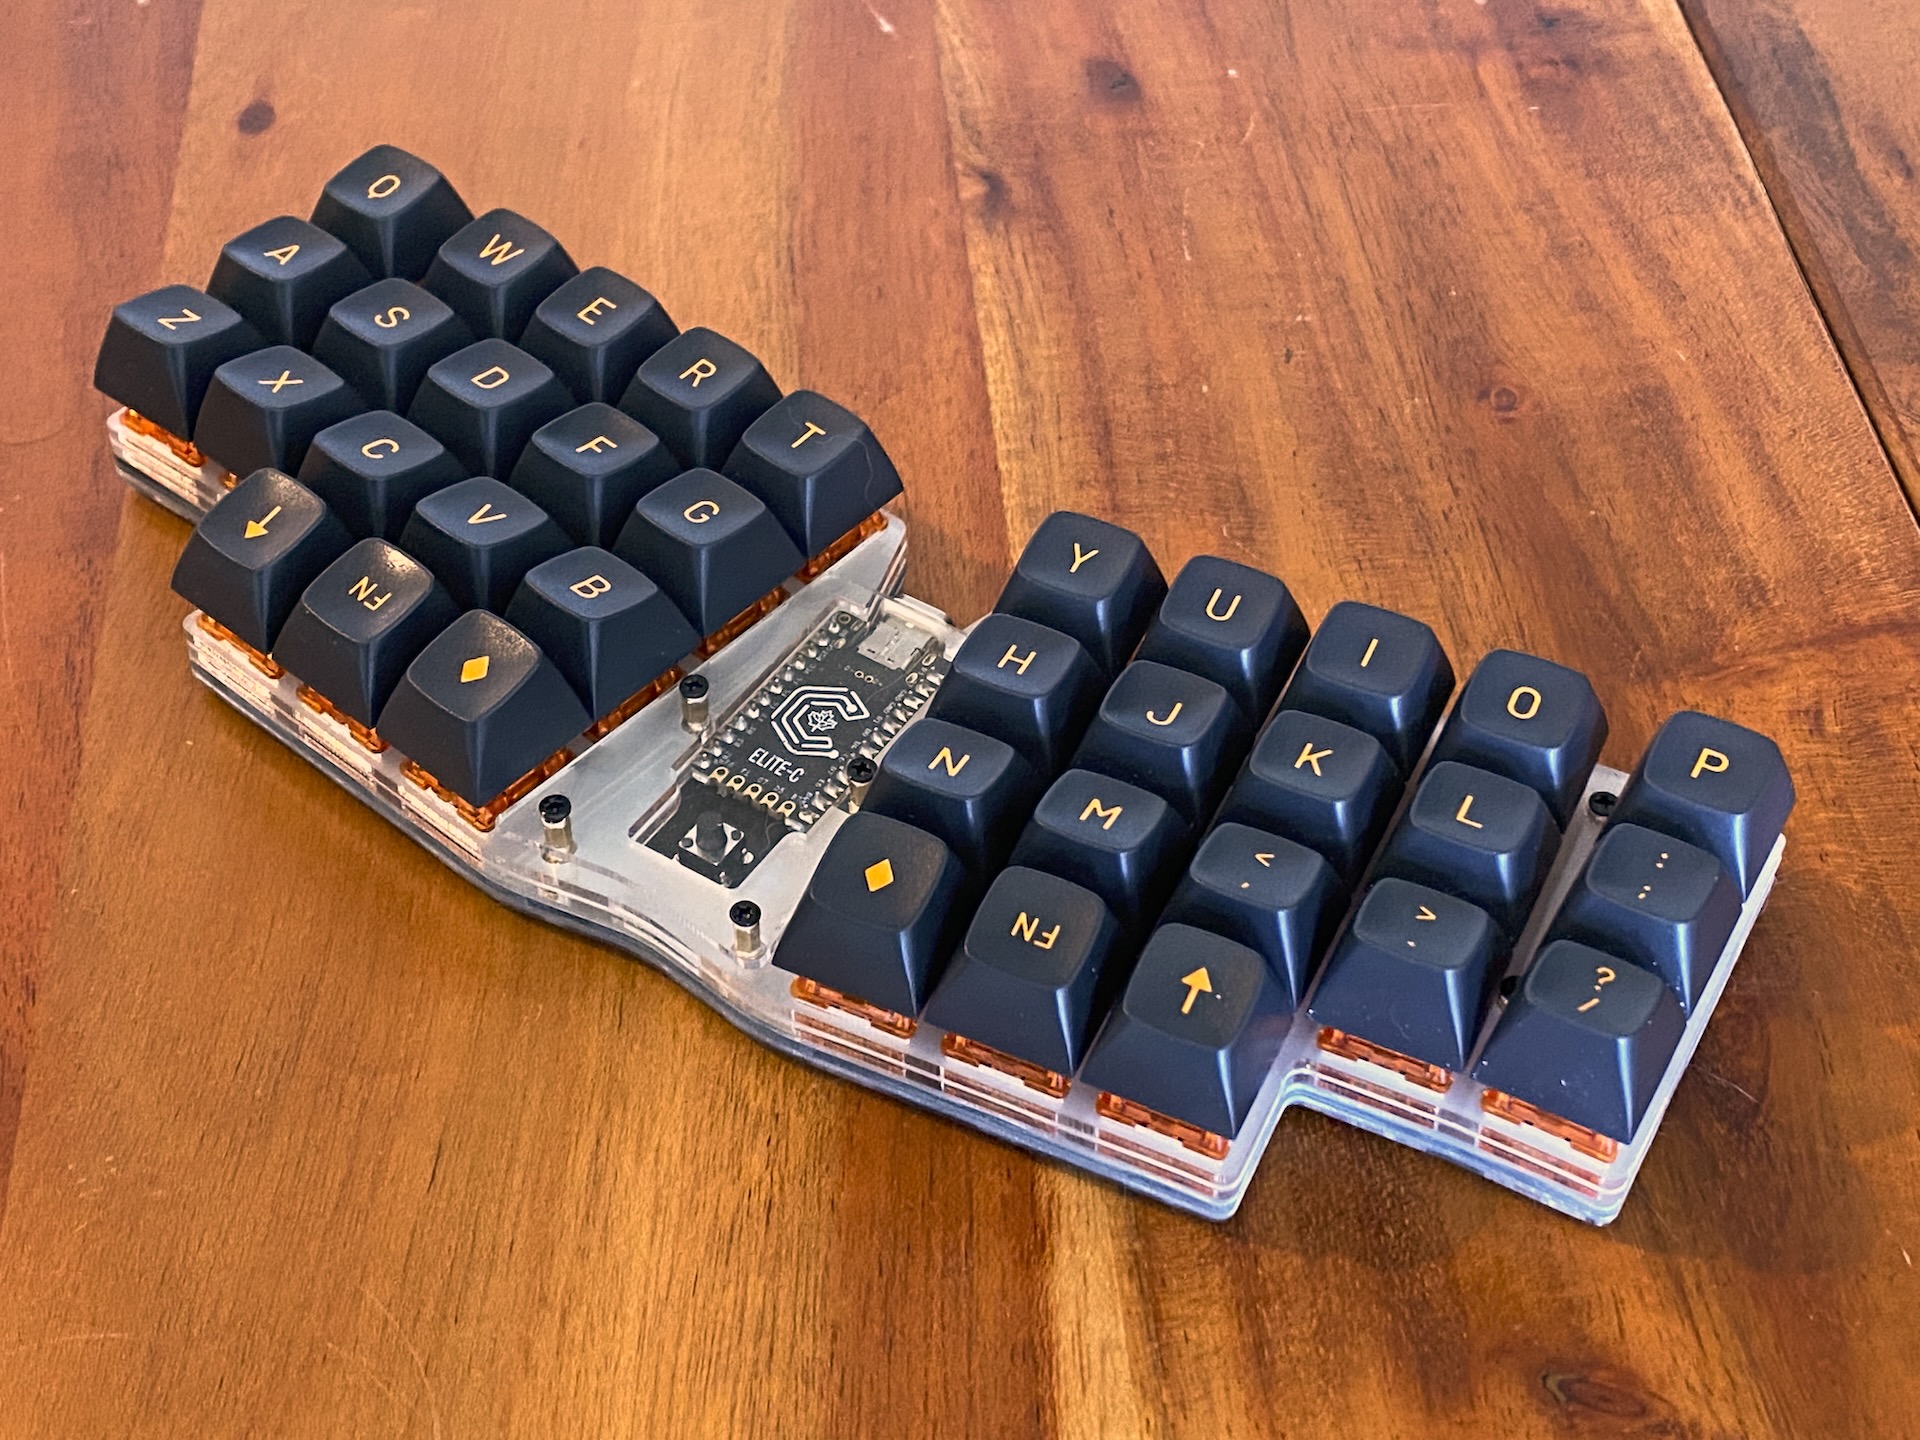 Q W E R T
A S D F G
Z X C V B
↓ FN ◆
ELITE-C
Y U I O P
H J K L : ;
N M < , > . ? /
◆ FN ↑